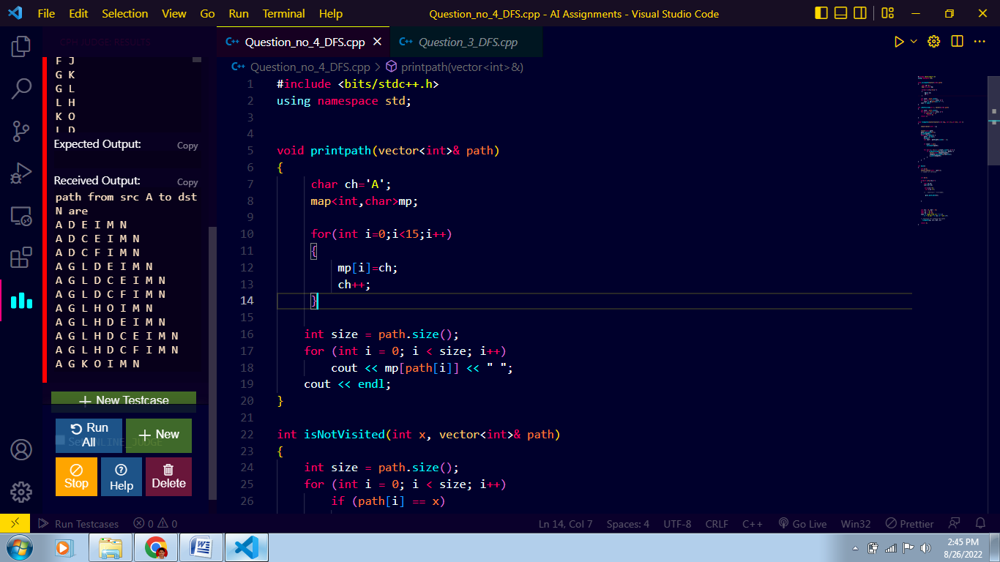 File Edit Selection View Go Run Terminal Help
Question_no_4_DFS.cpp - AI Assignments - Visual Studio Code
C++ JUDGE: RESULTS
F J
G K
G L
L H
K O
L D
Expected Output:
Copy
Received Output:
Copy
path from src A to dst
N are
A D E I M N
A D C E I M N
A D C F I M N
A G L D E I M N
A G L D C E I M N
A G L D C F I M N
A G L H O I M N
A G L H D E I M N
A G L H D C E I M N
A G L H D C F I M N
A G K O I M N
+ New Testcase
Run
All
+ New
Set ONLINE_JUDGE
Stop
Help
Delete
C++ Question_no_4_DFS.cpp
C++ Question_3_DFS.cpp
C++ Question_no_4_DFS.cpp > printpath(vector<int>&)
1 #include <bits/stdc++.h>
2 using namespace std;
3
4
5 void printpath(vector<int>& path)
6 {
7 char ch='A';
8 map<int,char>mp;
9
10 for(int i=0;i<15;i++)
11 {
12 mp[i]=ch;
13 ch++;
14 }
15
16 int size = path.size();
17 for (int i = 0; i < size; i++)
18 cout << mp[path[i]] << " ";
19 cout << endl;
20 }
21
22 int isNotVisited(int x, vector<int>& path)
23 {
24 int size = path.size();
25 for (int i = 0; i < size; i++)
26 if (path[i] == x)
Run Testcases 0 0 Ln 14, Col 7 Spaces: 4 UTF-8 CRLF C++ Go Live Win32 Prettier
2:45 PM
8/26/2022